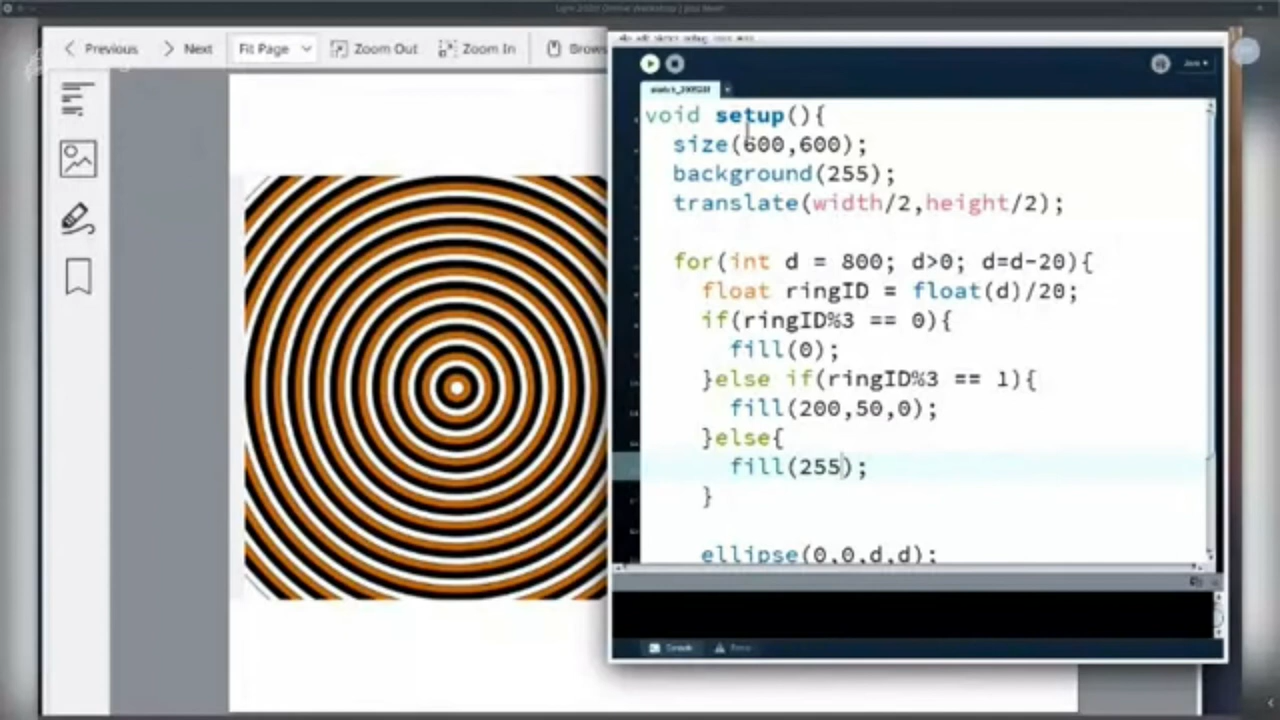 Previous Next Fit Page Zoom Out Zoom In
void setup(){
size(600,600);
background(255);
translate(width/2,height/2);
for(int d = 800; d>0; d=d-20){
float ringID = float(d)/20;
if(ringID%3 == 0){
fill(0);
}else if(ringID%3 == 1){
fill(200,50,0);
}else{
fill(255);
}
ellipse(0,0,d,d);
Console